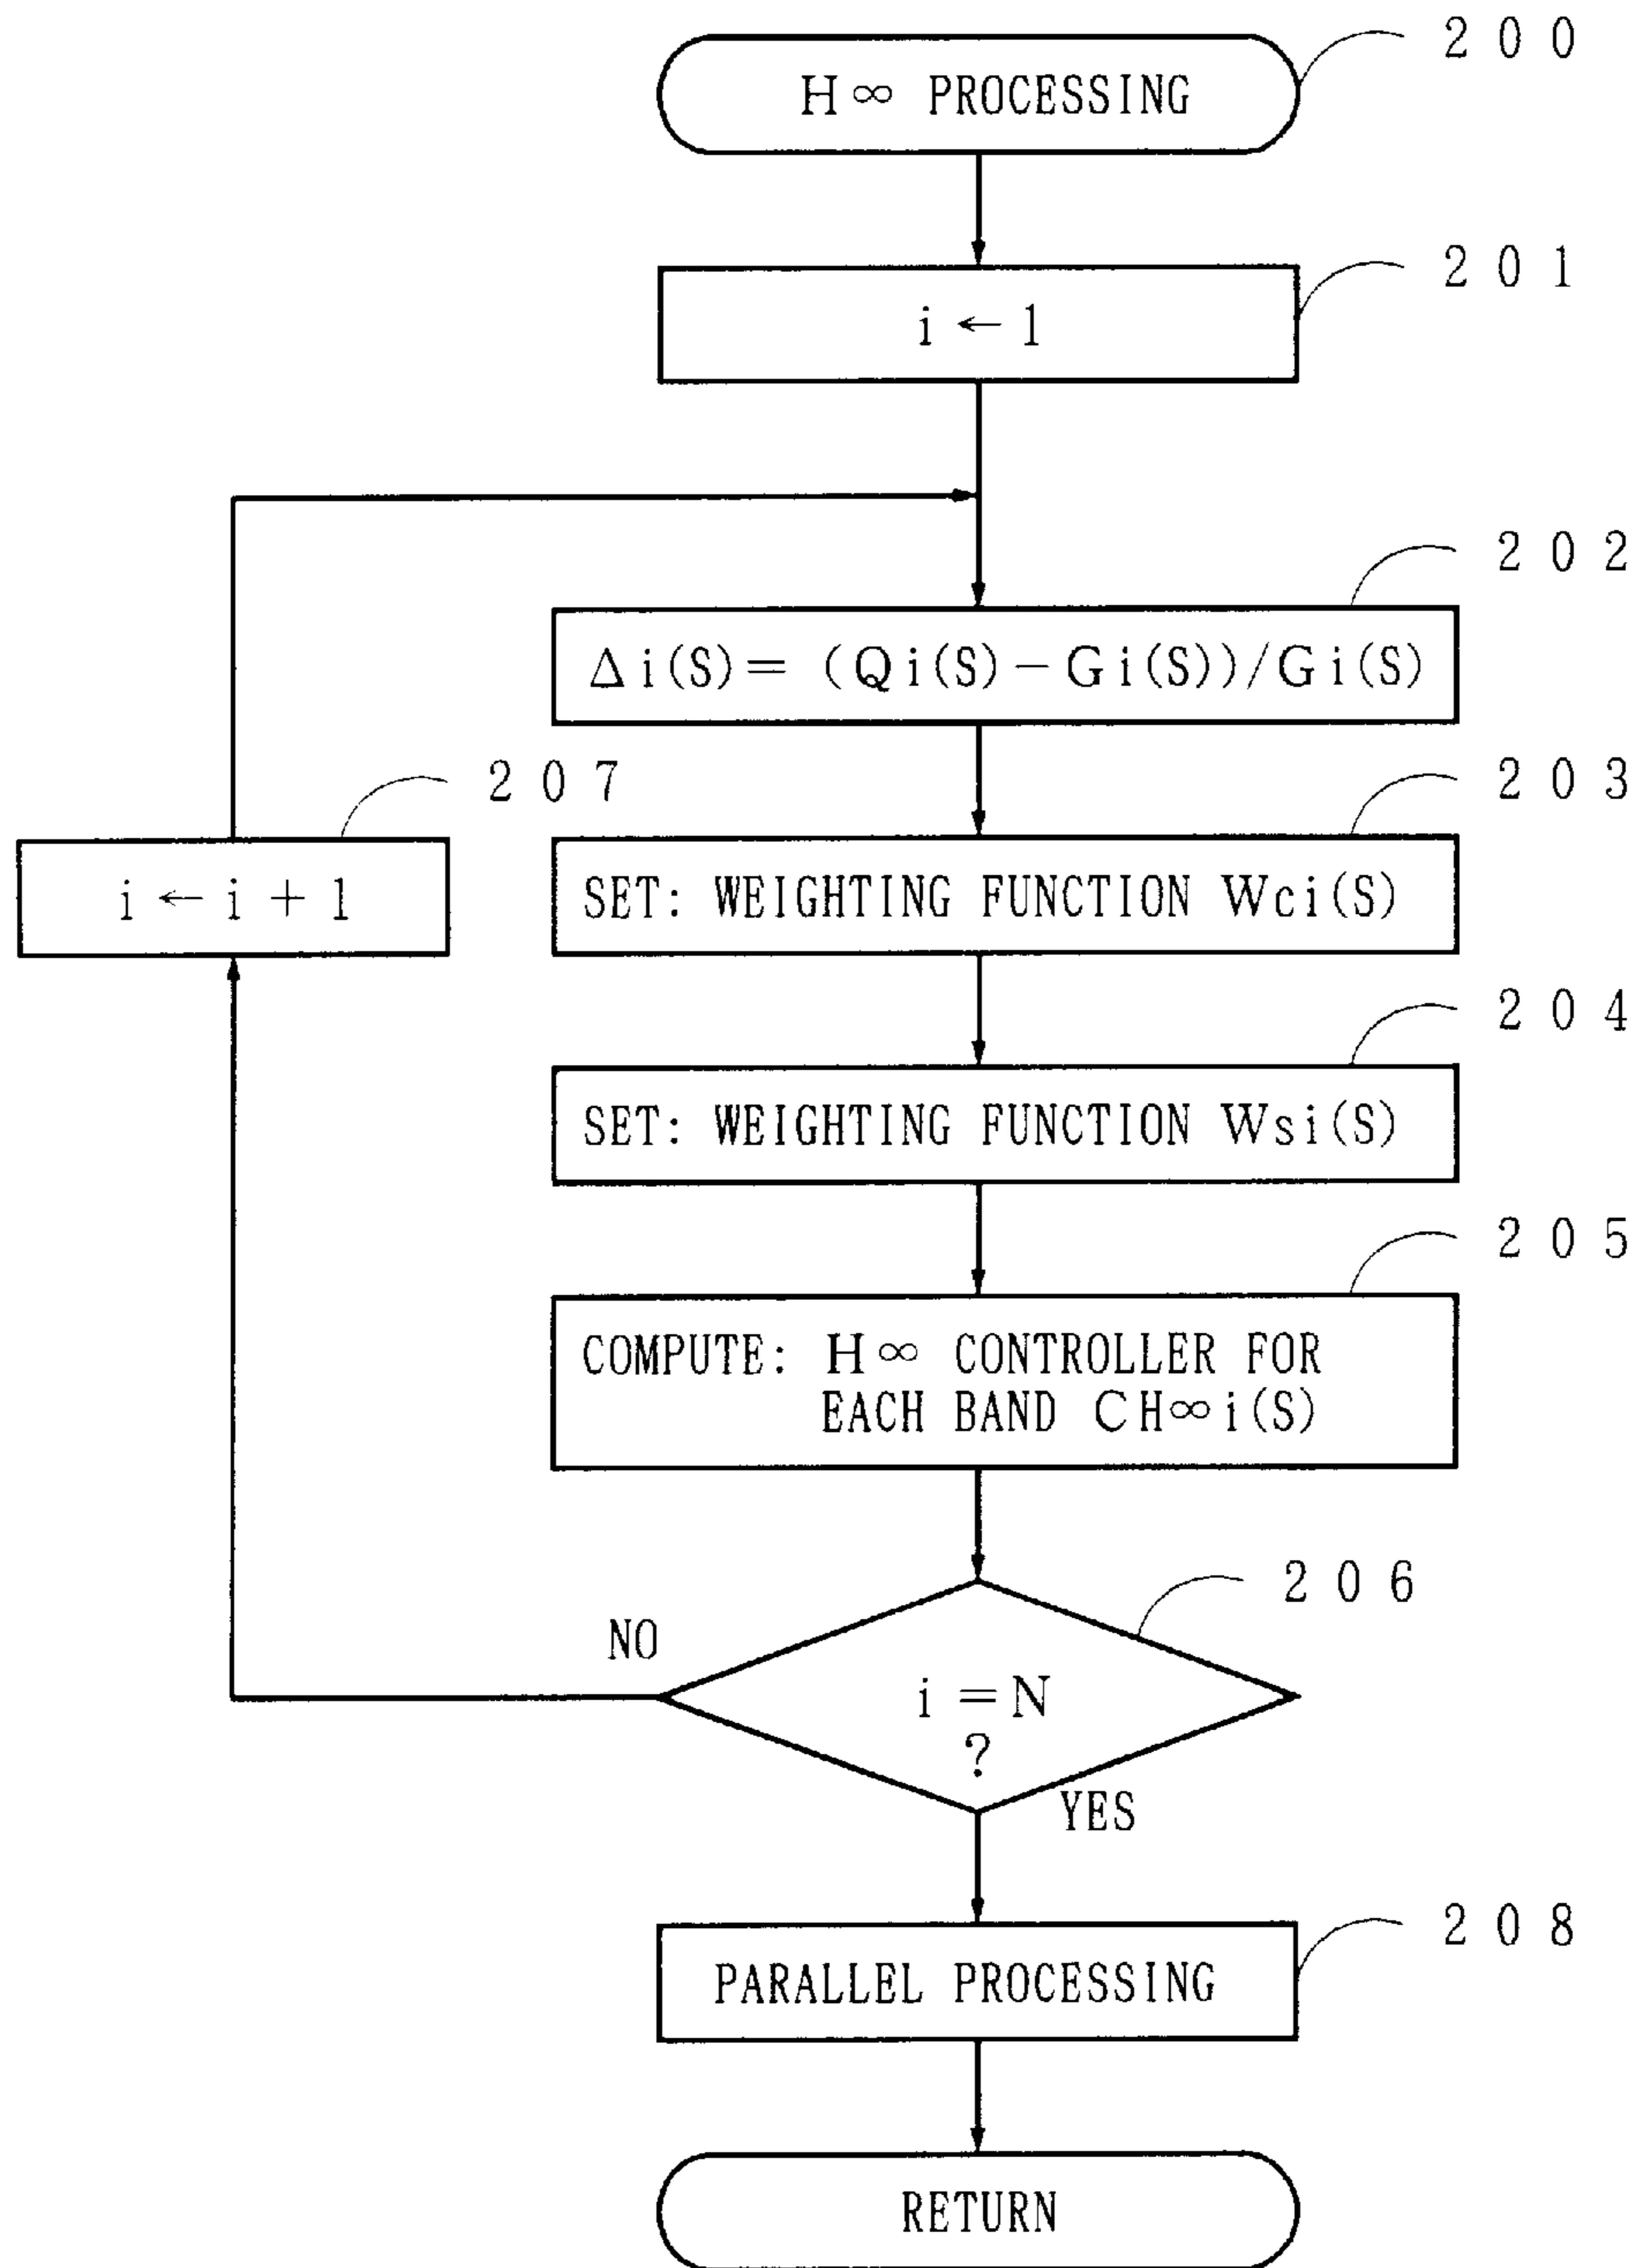 200
H∞ PROCESSING
201
i ← 1
202
Δi(S) = (Qi(S) − Gi(S))/Gi(S)
207
203
i ← i + 1
SET: WEIGHTING FUNCTION Wci(S)
204
SET: WEIGHTING FUNCTION Wsi(S)
205
COMPUTE: H∞ CONTROLLER FOR
EACH BAND CH∞i(S)
206
NO
i = N
?
YES
208
PARALLEL PROCESSING
RETURN